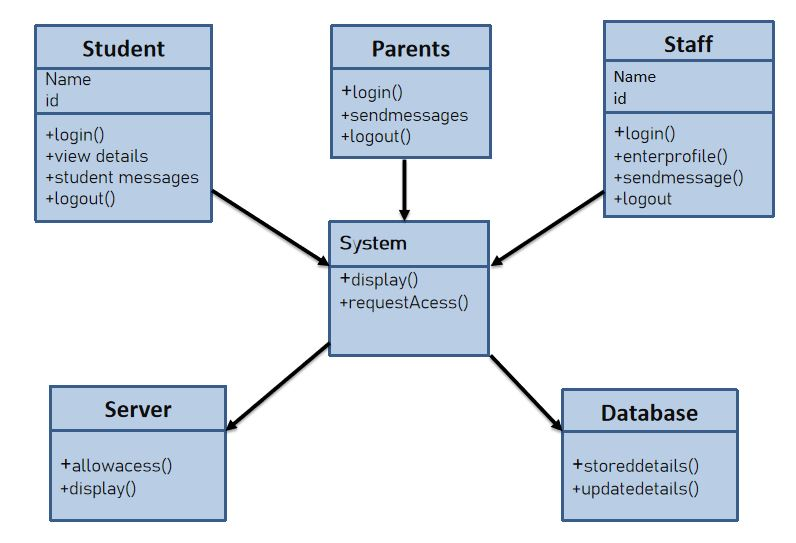 Student
Name
id
+login()
+view details
+student messages
+logout()
Parents
+login()
+sendmessages
+logout()
Staff
Name
id
+login()
+enterprofile()
+sendmessage()
+logout
System
+display()
+requestAcess()
Server
+allowacess()
+display()
Database
+storeddetails()
+updatedetails()